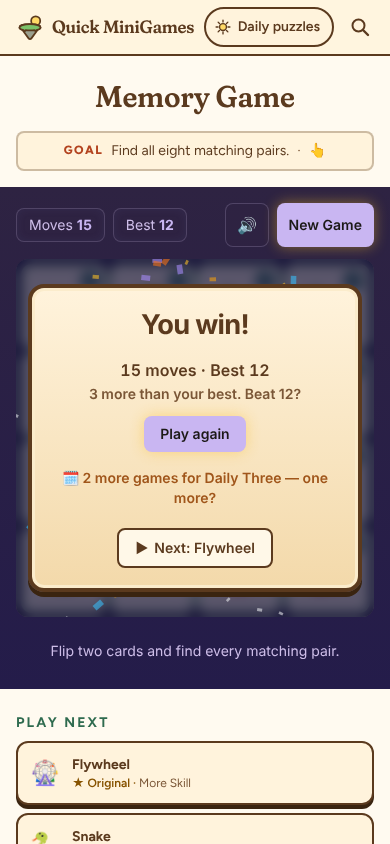 Quick MiniGames
Daily puzzles
Memory Game
GOAL Find all eight matching pairs. · 👆
Moves 15
Best 12
🔊
New Game
You win!
15 moves · Best 12
3 more than your best. Beat 12?
Play again
🗓️ 2 more games for Daily Three — one
more?
▶ Next: Flywheel
Flip two cards and find every matching pair.
PLAY NEXT
Flywheel
★ Original · More Skill
Snake